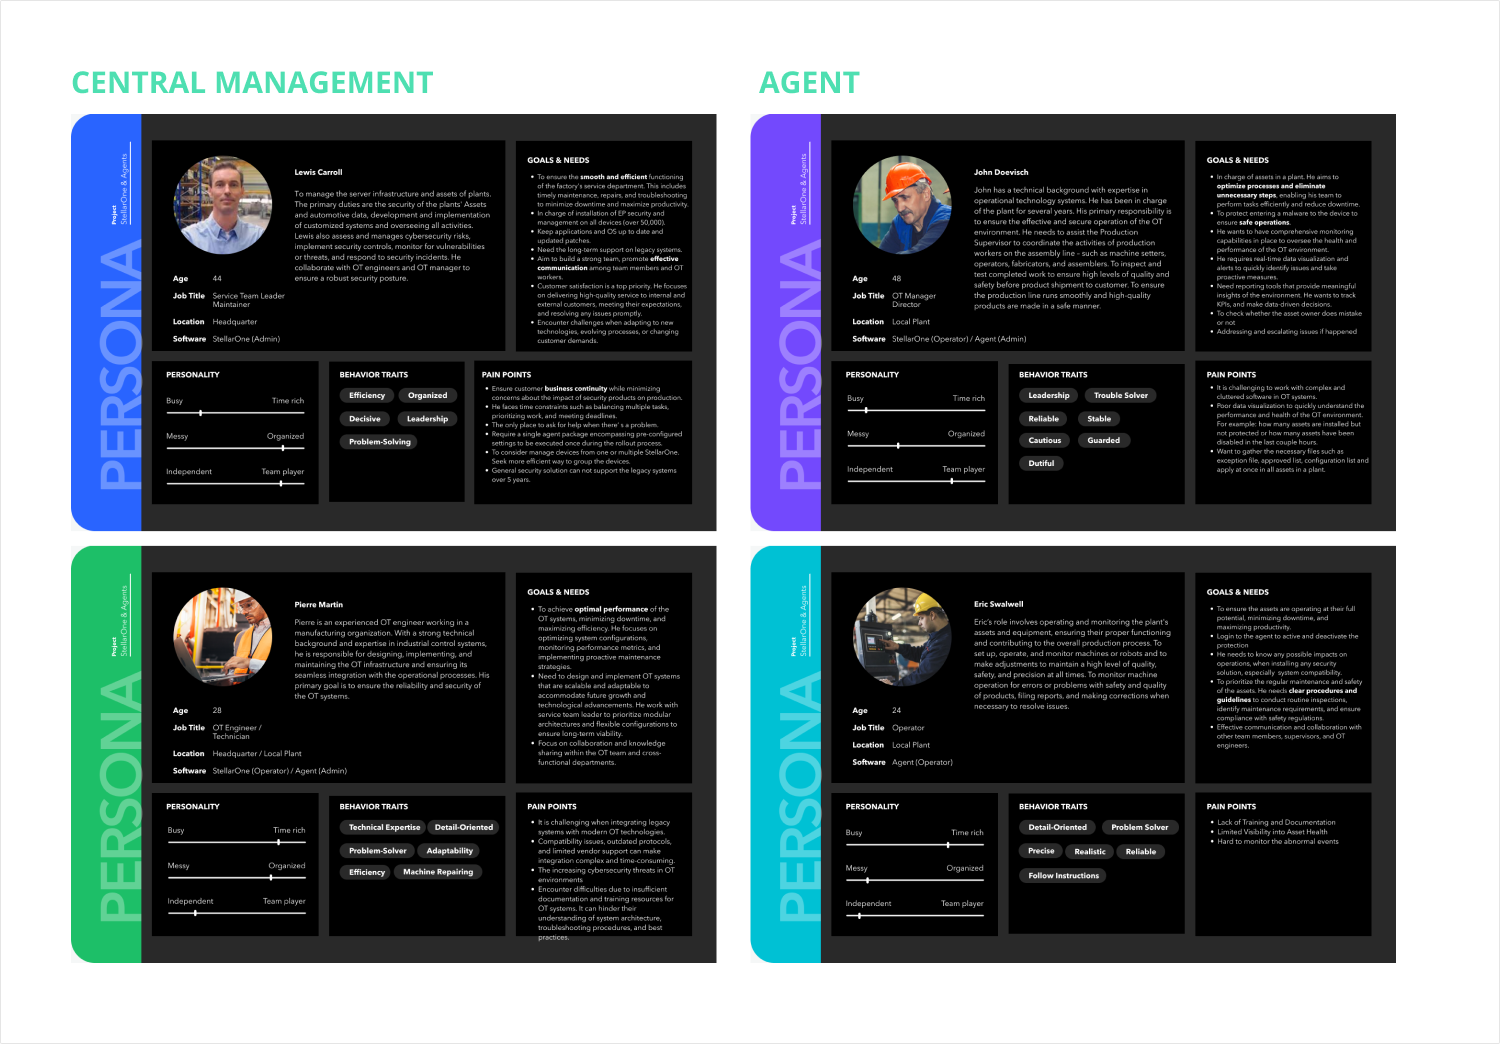 CENTRAL MANAGEMENT
AGENT
PERSONA
Project
StellarOne & Agents
Lewis Carroll
To manage the server infrastructure and assets of plants.
The primary duties are the security of the plants' Assets
and automotive data, development and implementation
of customized systems and overseeing all activities.
Lewis also assess and manages cybersecurity risks,
implement security controls, monitor for vulnerabilities
or threats, and respond to security incidents. He
collaborate with OT engineers and OT manager to
ensure a robust security posture.
Age 44
Job Title Service Team Leader
Maintainer
Location Headquarter
Software StellarOne (Admin)
GOALS & NEEDS
• To ensure the smooth and efficient functioning
of the factory's service department. This includes
timely maintenance, repairs, and troubleshooting
to minimize downtime and maximize productivity.
• In charge of installation of EP security and
management on all devices (over 50,000).
• Keep applications and OS up to date and
updated patches.
• Need the long-term support on legacy systems.
• Aim to build a strong team, promote effective
communication among team members and OT
workers.
• Customer satisfaction is a top priority. He focuses
on delivering high-quality service to internal and
external customers, meeting their expectations,
and resolving any issues promptly.
• Encounter challenges when adapting to new
technologies, evolving processes, or changing
customer demands.
PERSONALITY
Busy Time rich
Messy Organized
Independent Team player
BEHAVIOR TRAITS
Efficiency Organized
Decisive Leadership
Problem-Solving
PAIN POINTS
• Ensure customer business continuity while minimizing
concerns about the impact of security products on production.
• He faces time constraints such as balancing multiple tasks,
prioritizing work, and meeting deadlines.
• The only place to ask for help when there' s a problem.
• Require a single agent package encompassing pre-configured
settings to be executed once during the rollout process.
• To consider manage devices from one or multiple StellarOne.
Seek more efficient way to group the devices.
• General security solution can not support the legacy systems
over 5 years.
PERSONA
Project
StellarOne & Agents
John Doevisch
John has a technical background with expertise in
operational technology systems. He has been in charge
of the plant for several years. His primary responsibility is
to ensure the effective and secure operation of the OT
environment. He needs to assist the Production
Supervisor to coordinate the activities of production
workers on the assembly line - such as machine setters,
operators, fabricators, and assemblers. To inspect and
test completed work to ensure high levels of quality and
safety before product shipment to customer. To ensure
the production line runs smoothly and high-quality
products are made in a safe manner.
Age 48
Job Title OT Manager
Director
Location Local Plant
Software StellarOne (Operator) / Agent (Admin)
GOALS & NEEDS
• In charge of assets in a plant. He aims to
optimize processes and eliminate
unnecessary steps, enabling his team to
perform tasks efficiently and reduce downtime.
• To protect entering a malware to the device to
ensure safe operations.
• He wants to have comprehensive monitoring
capabilities in place to oversee the health and
performance of the OT environment.
• He requires real-time data visualization and
alerts to quickly identify issues and take
proactive measures.
• Need reporting tools that provide meaningful
insights of the environment. He wants to track
KPIs, and make data-driven decisions.
• To check whether the asset owner does mistake
or not
• Addressing and escalating issues if happened
PERSONALITY
Busy Time rich
Messy Organized
Independent Team player
BEHAVIOR TRAITS
Leadership Trouble Solver
Reliable Stable
Cautious Guarded
Dutiful
PAIN POINTS
• It is challenging to work with complex and
cluttered software in OT systems.
• Poor data visualization to quickly understand the
performance and health of the OT environment.
For example: how many assets are installed but
not protected or how many assets have been
disabled in the last couple hours.
• Want to gather the necessary files such as
exception file, approved list, configuration list and
apply at once in all assets in a plant.
PERSONA
Project
StellarOne & Agents
Pierre Martin
Pierre is an experienced OT engineer working in a
manufacturing organization. With a strong technical
background and expertise in industrial control systems,
he is responsible for designing, implementing, and
maintaining the OT infrastructure and ensuring its
seamless integration with the operational processes. His
primary goal is to ensure the reliability and security of
the OT systems.
Age 28
Job Title OT Engineer /
Technician
Location Headquarter / Local Plant
Software StellarOne (Operator) / Agent (Admin)
GOALS & NEEDS
• To achieve optimal performance of the
OT systems, minimizing downtime, and
maximizing efficiency. He focuses on
optimizing system configurations,
monitoring performance metrics, and
implementing proactive maintenance
strategies.
• Need to design and implement OT systems
that are scalable and adaptable to
accommodate future growth and
technological advancements. He work with
service team leader to prioritize modular
architectures and flexible configurations to
ensure long-term viability.
• Focus on collaboration and knowledge
sharing within the OT team and cross-
functional departments.
PERSONALITY
Busy Time rich
Messy Organized
Independent Team player
BEHAVIOR TRAITS
Technical Expertise Detail-Oriented
Problem-Solver Adaptability
Efficiency Machine Repairing
PAIN POINTS
• It is challenging when integrating legacy
systems with modern OT technologies.
• Compatibility issues, outdated protocols,
and limited vendor support can make
integration complex and time-consuming.
• The increasing cybersecurity threats in OT
environments
• Encounter difficulties due to insufficient
documentation and training resources for
OT systems. It can hinder their
understanding of system architecture,
troubleshooting procedures, and best
practices.
PERSONA
Project
StellarOne & Agents
Eric Swalwell
Eric's role involves operating and monitoring the plant's
assets and equipment, ensuring their proper functioning
and contributing to the overall production process. To
set up, operate, and monitor machines or robots and to
make adjustments to maintain a high level of quality,
safety, and precision at all times. To monitor machine
operation for errors or problems with safety and quality
of products, filing reports, and making corrections when
necessary to resolve issues.
Age 24
Job Title Operator
Location Local Plant
Software Agent (Operator)
GOALS & NEEDS
• To ensure the assets are operating at their full
potential, minimizing downtime, and
maximizing productivity.
• Login to the agent to active and deactivate the
protection
• He needs to know any possible impacts on
operations, when installing any security
solution, especially system compatibility.
• To prioritize the regular maintenance and safety
of the assets. He needs clear procedures and
guidelines to conduct routine inspections,
identify maintenance requirements, and ensure
compliance with safety regulations.
• Effective communication and collaboration with
other team members, supervisors, and OT
engineers.
PERSONALITY
Busy Time rich
Messy Organized
Independent Team player
BEHAVIOR TRAITS
Detail-Oriented Problem Solver
Precise Realistic Reliable
Follow Instructions
PAIN POINTS
• Lack of Training and Documentation
• Limited Visibility into Asset Health
• Hard to monitor the abnormal events